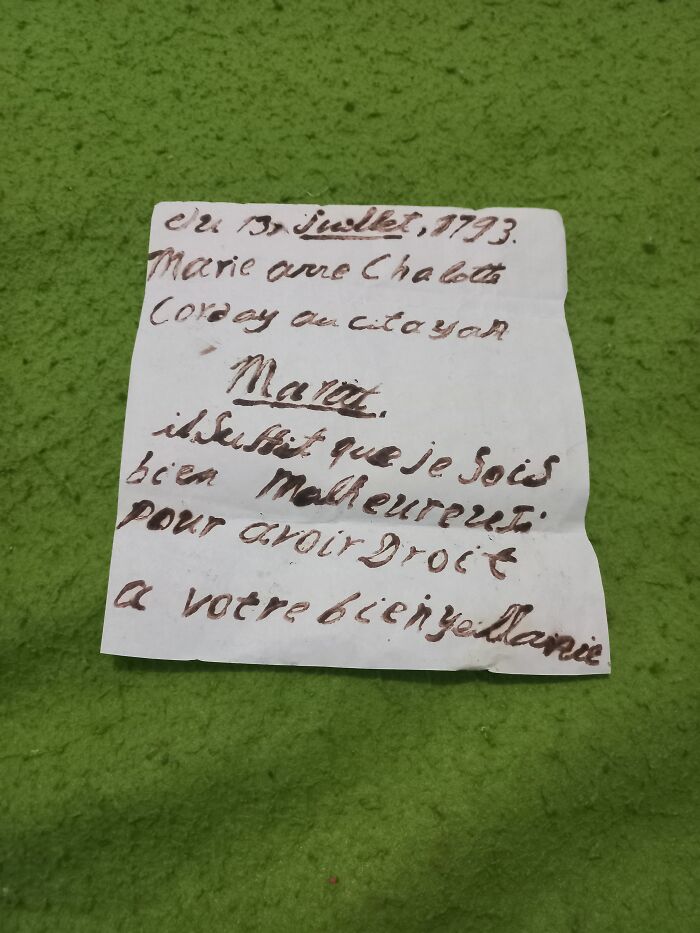 du 13, Juillet, 1793.
Marie anne Chalotte
Corday au citayan
Marat.
il Suffit que je Sois
bien Malheureuse
pour avoir Droit
a votre bienveillance